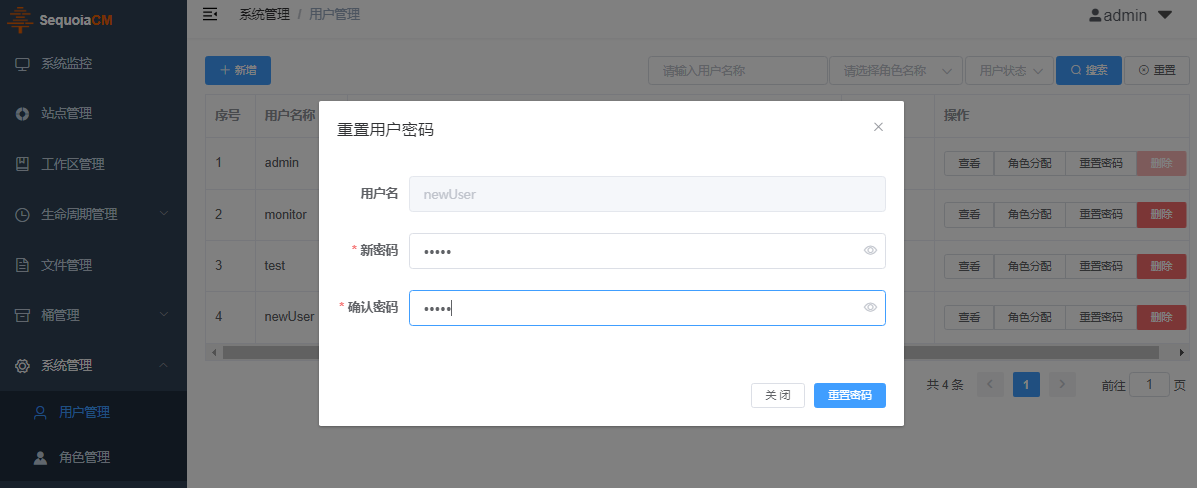 SequoiaCM
系统管理 / 用户管理
admin
系统监控
站点管理
工作区管理
生命周期管理
文件管理
桶管理
系统管理
用户管理
角色管理
新增
请输入用户名称
请选择角色名称
用户状态
搜索
重置
序号 用户名称 操作
1 admin 查看 角色分配 重置密码 删除
2 monitor 查看 角色分配 重置密码 删除
3 test 查看 角色分配 重置密码 删除
4 newUser 查看 角色分配 重置密码 删除
共 4 条
1
前往 1 页
重置用户密码
用户名 newUser
* 新密码 •••••
* 确认密码 •••••
关 闭
重置密码